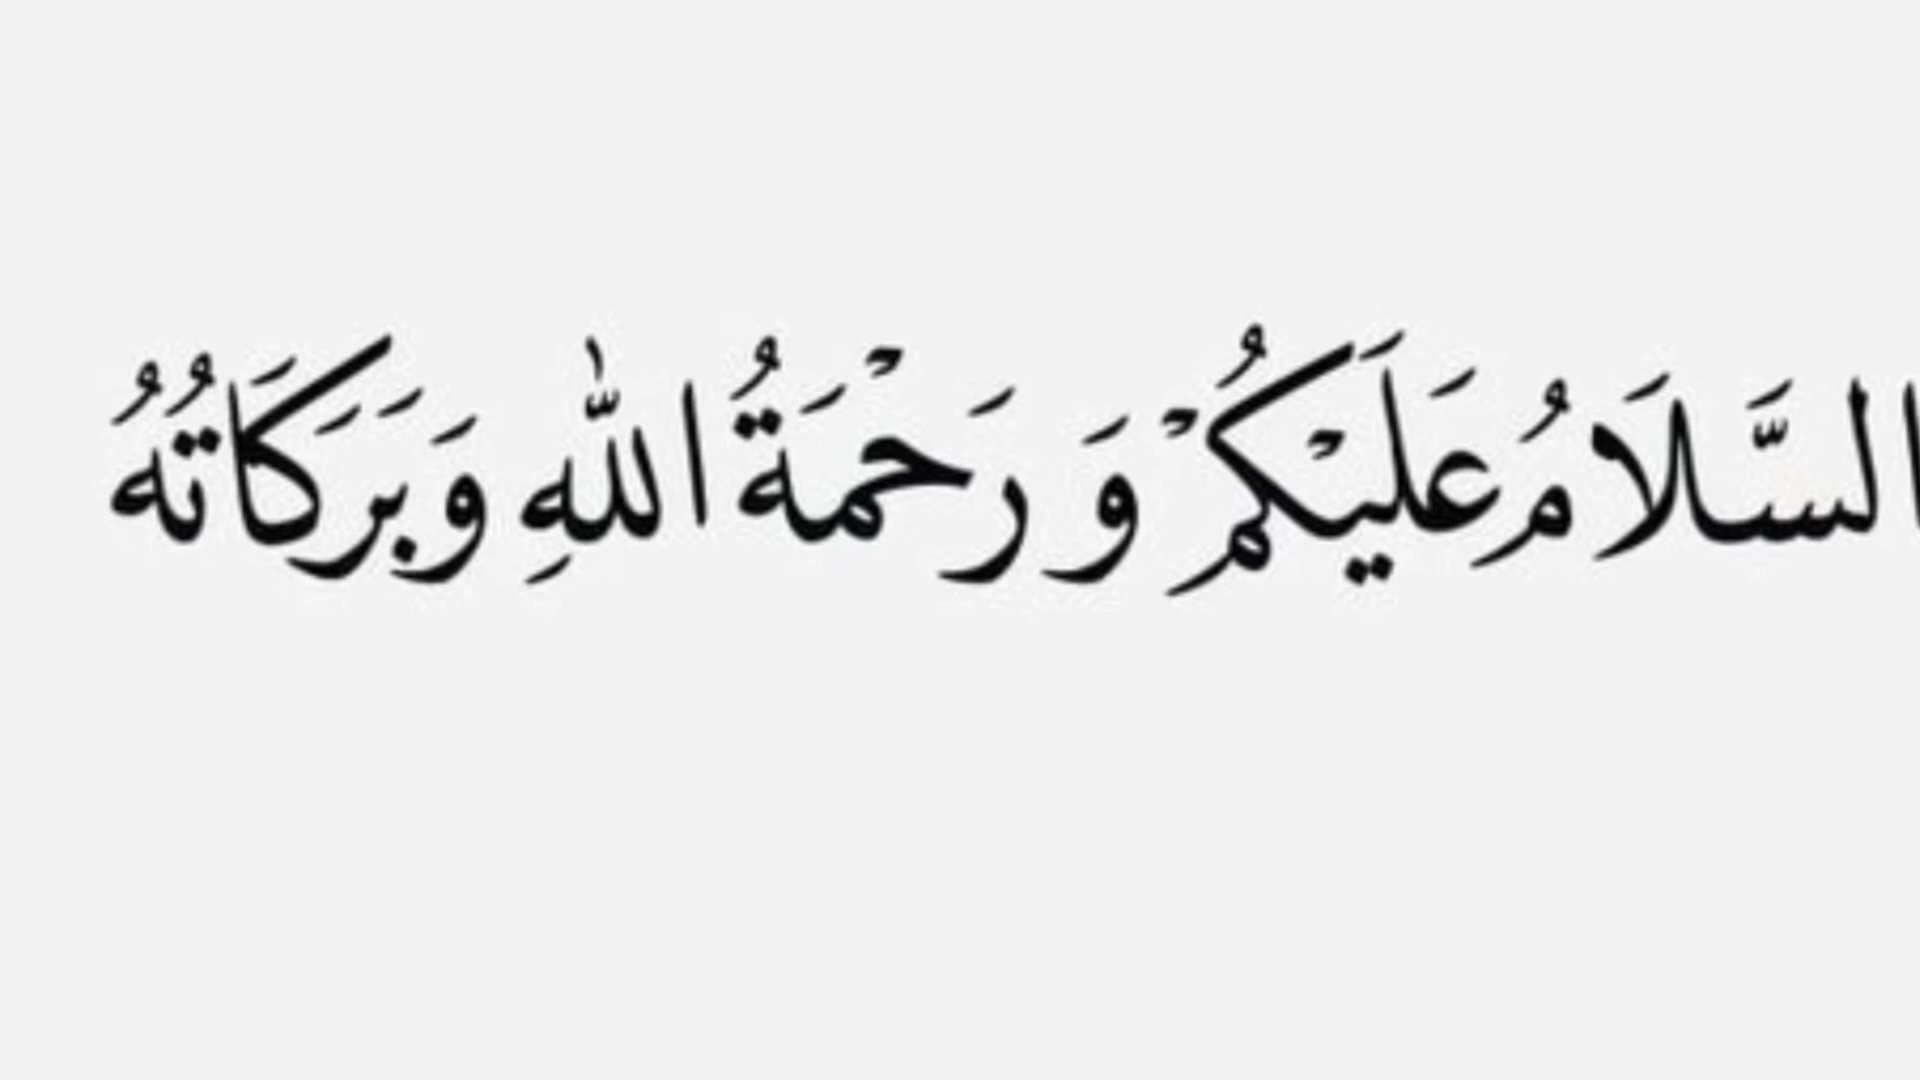 السَّلَامُ عَلَيْكُمْ وَ رَحْمَةُ اللّٰهِ وَبَرَكَاتُهُ